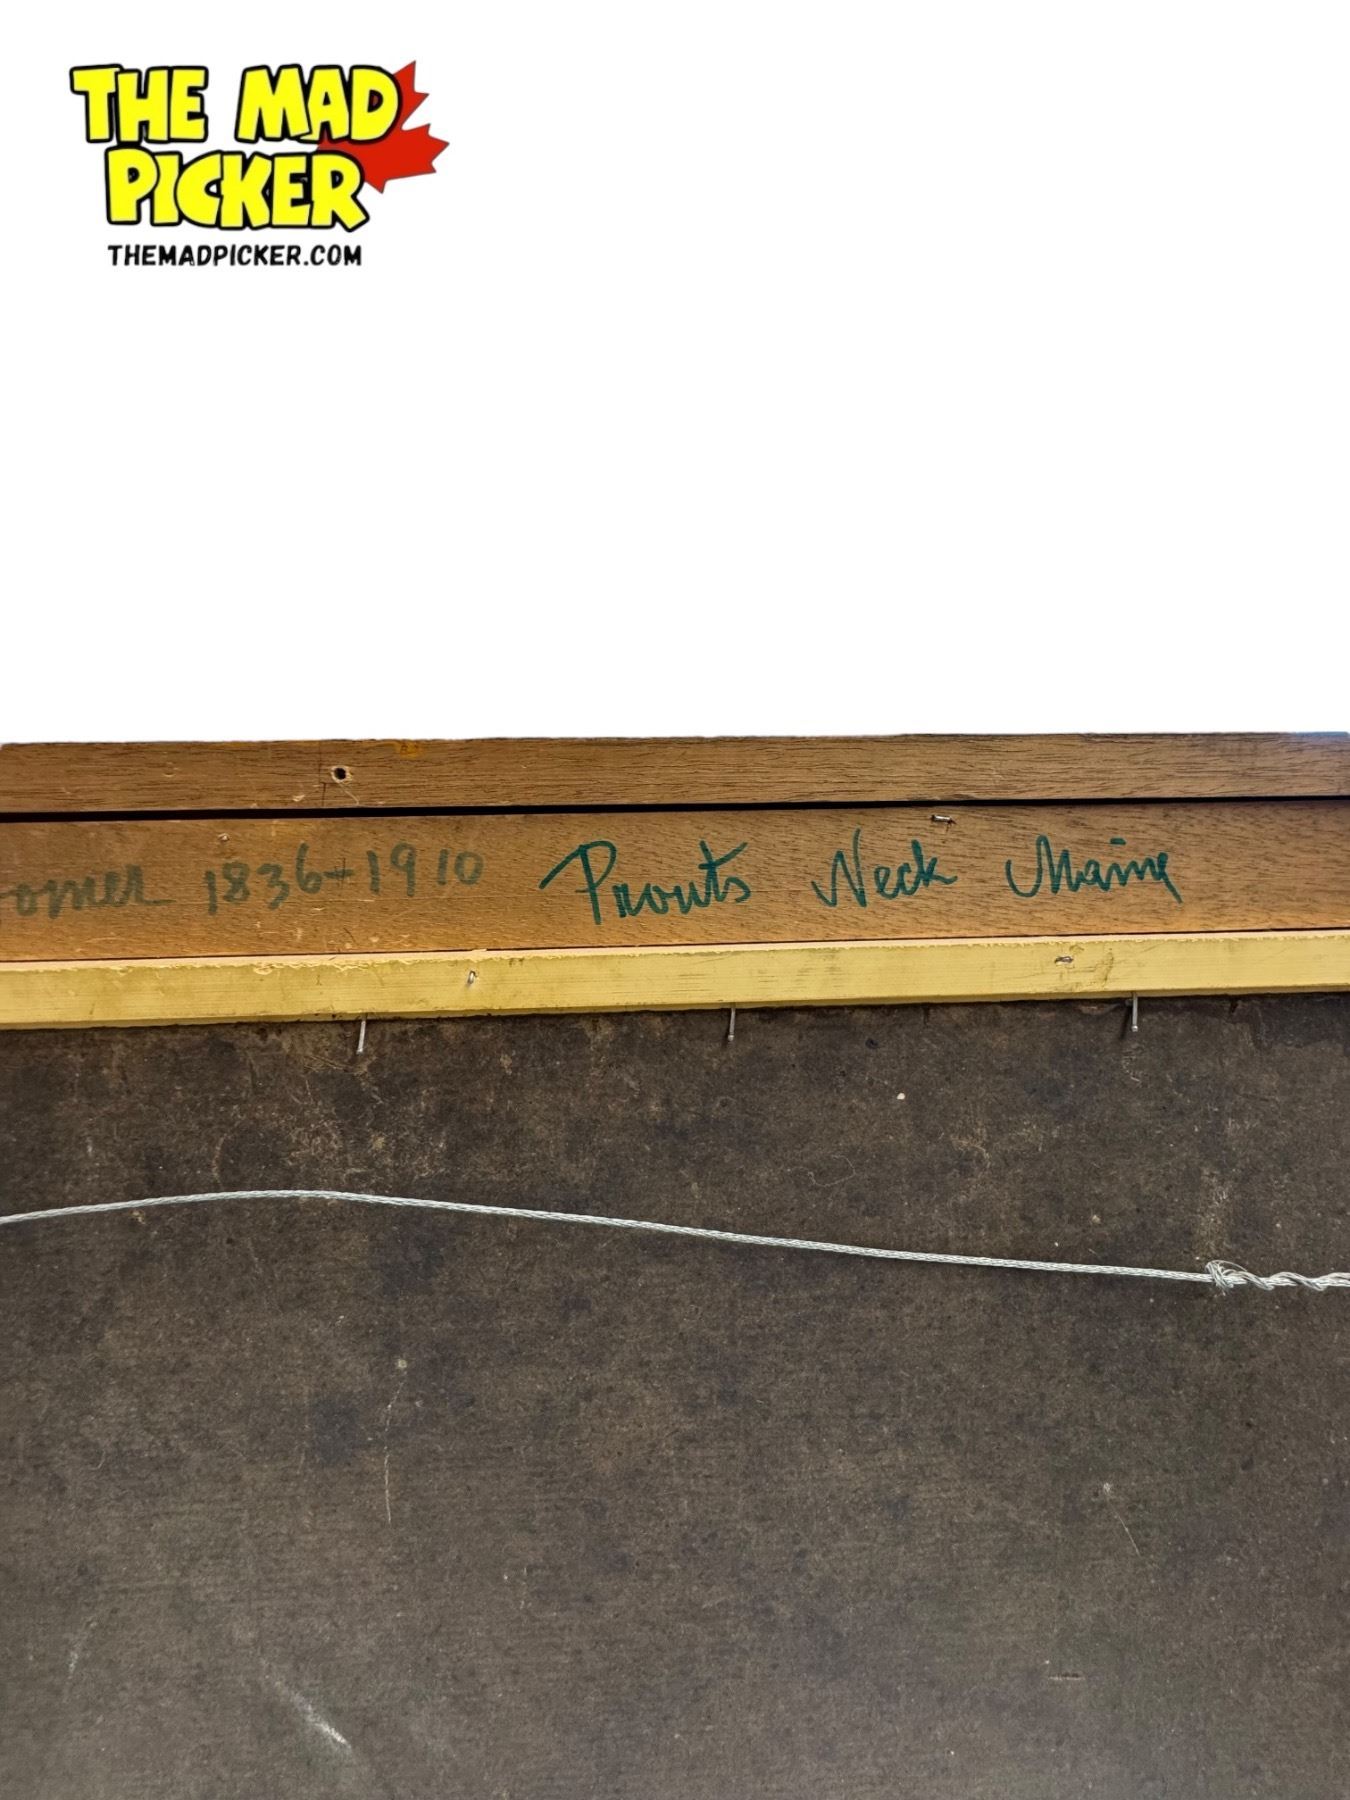 THE MAD
PICKER
THEMADPICKER.COM
omer 1836-1910 Prouts Neck Maine